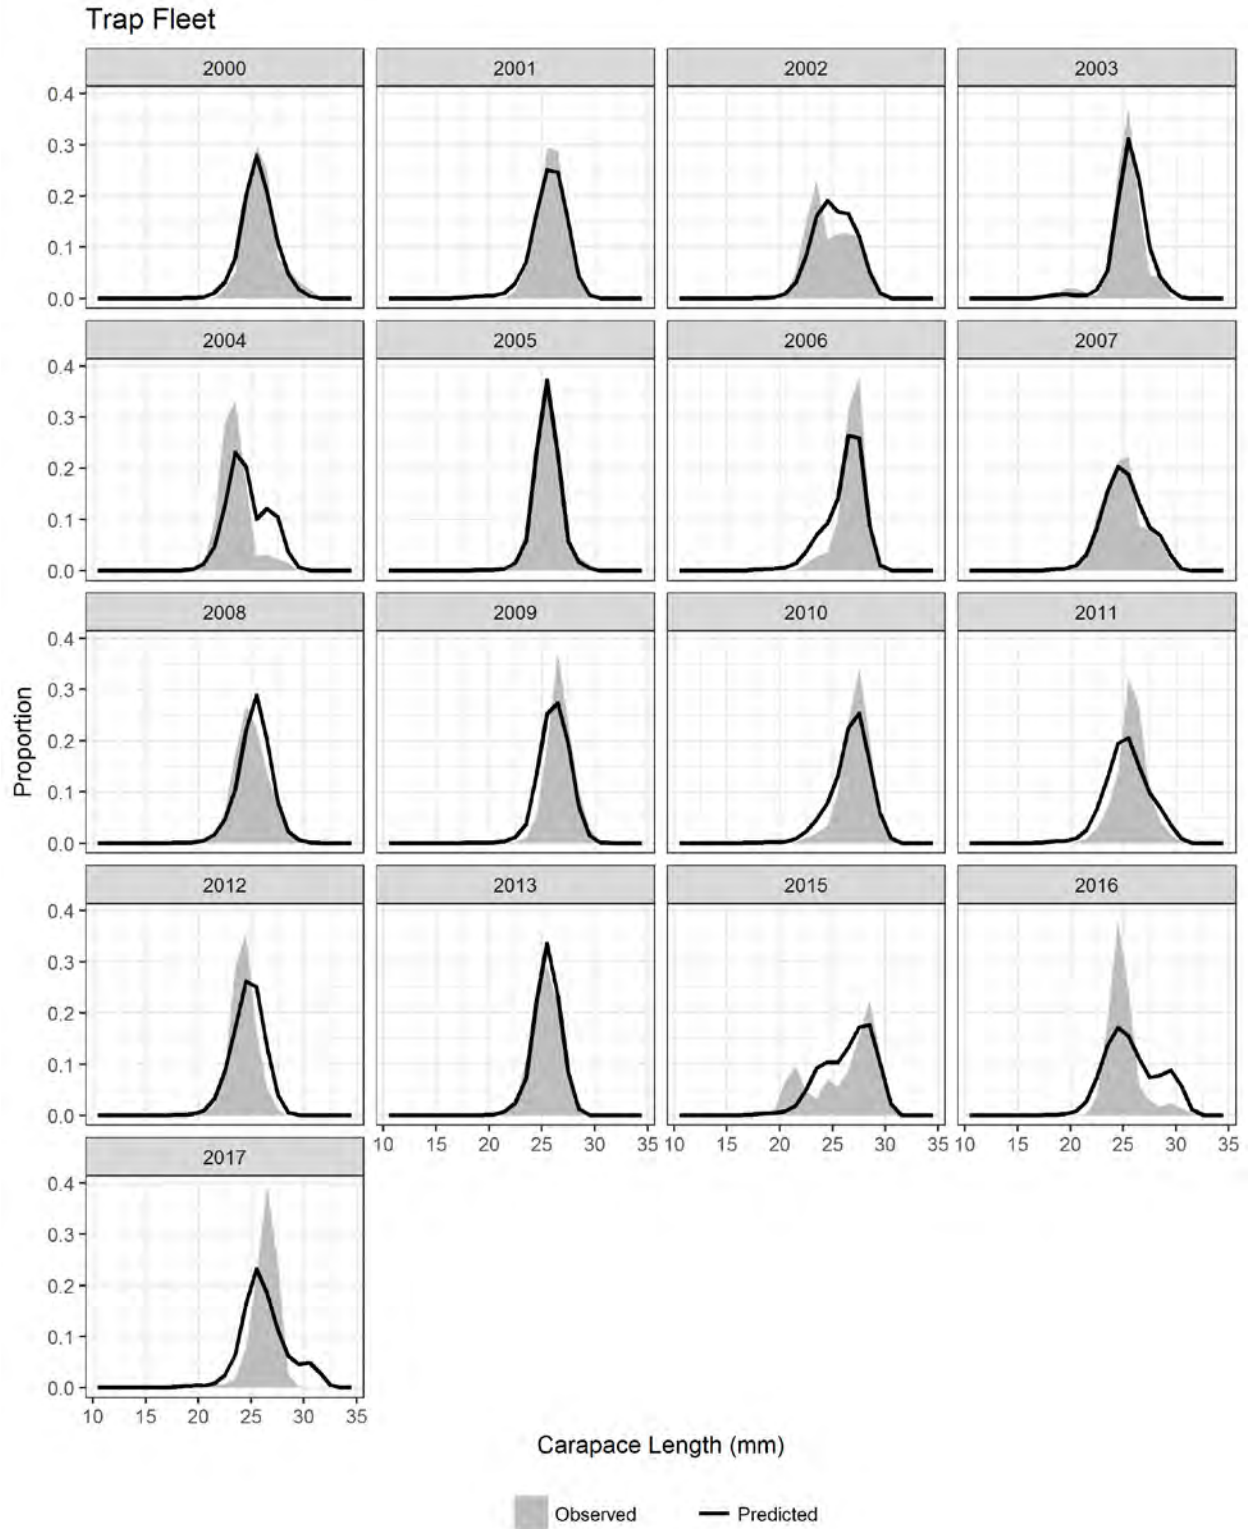 Trap Fleet
2000 2001 2002 2003
0.4
0.3
0.2
0.1
0.0
2004 2005 2006 2007
0.4
0.3
0.2
0.1
0.0
2008 2009 2010 2011
0.4
0.3
0.2
0.1
0.0
Proportion
2012 2013 2015 2016
0.4
0.3
0.2
0.1
0.0
10 15 20 25 30 35 10 15 20 25 30 35 10 15 20 25 30 35
2017
0.4
0.3
0.2
0.1
0.0
10 15 20 25 30 35
Carapace Length (mm)
Observed Predicted